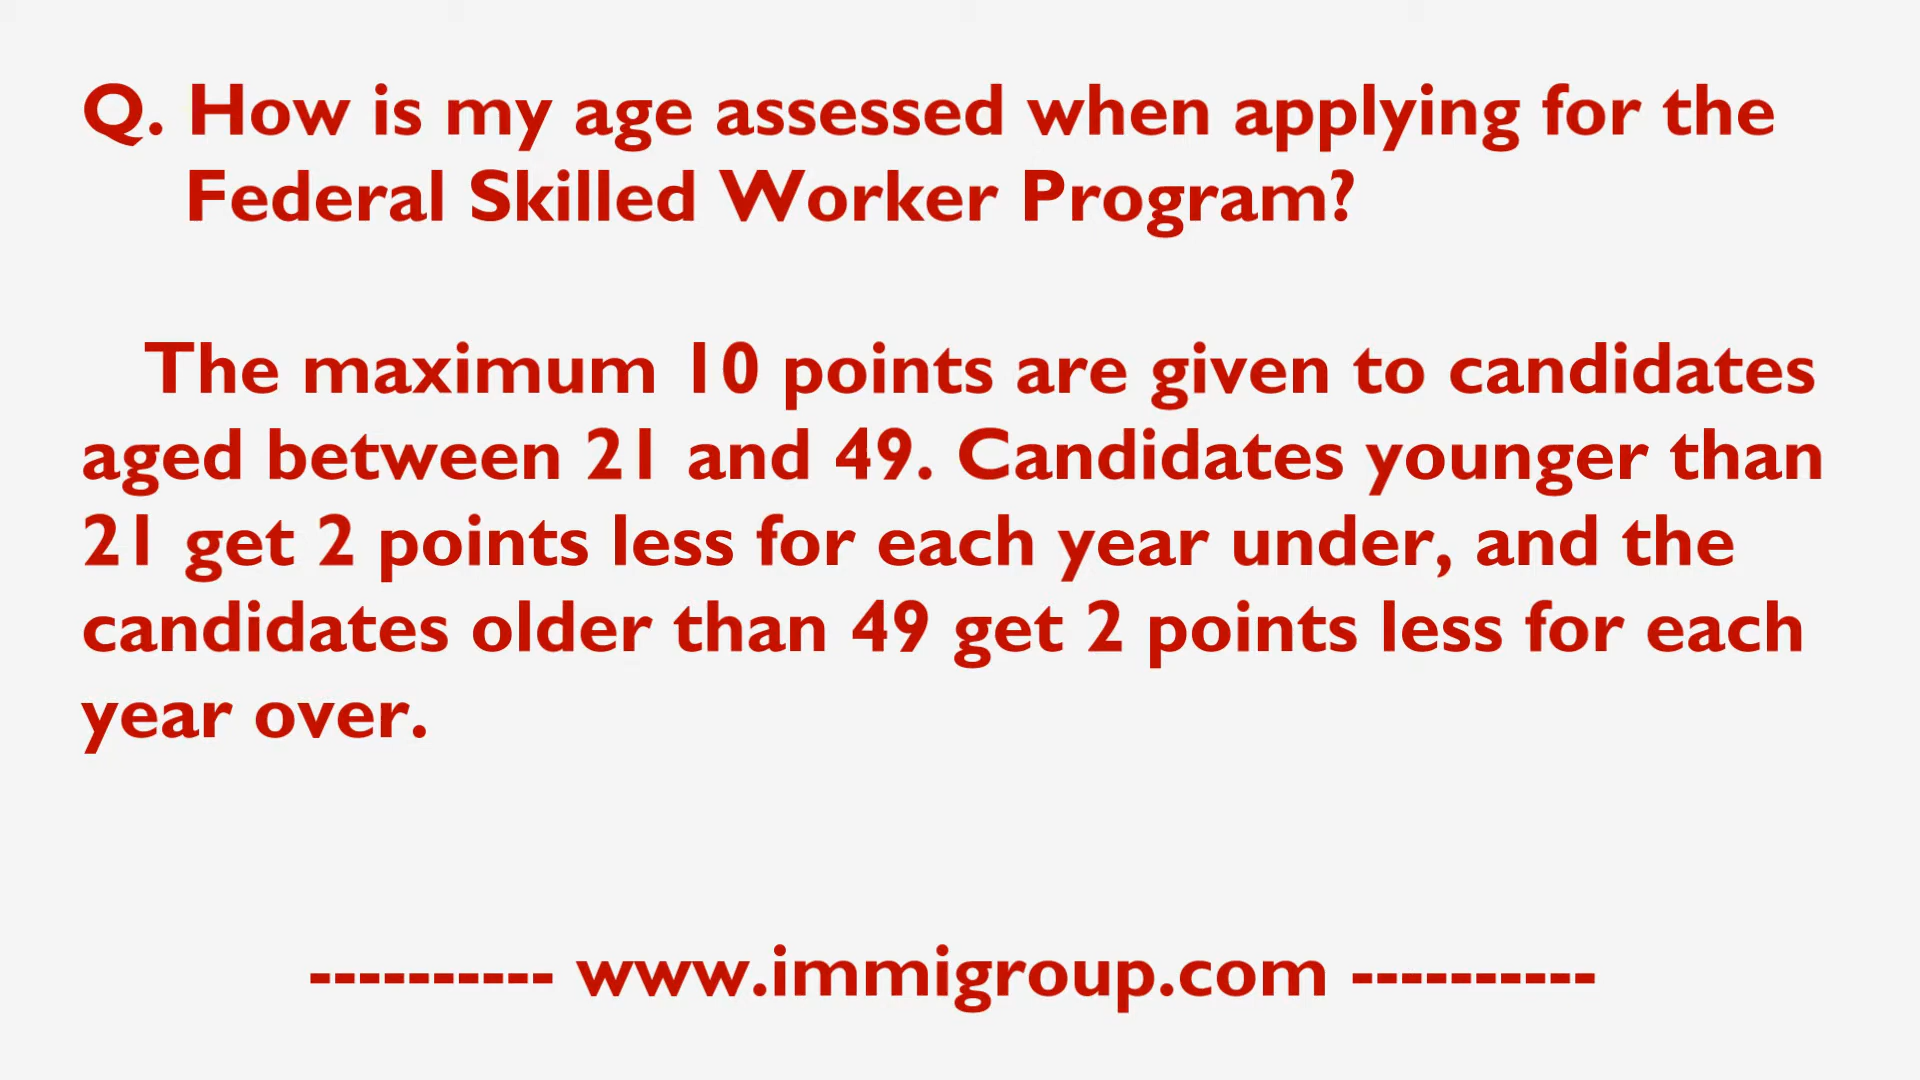 Q. How is my age assessed when applying for the
Federal Skilled Worker Program?
The maximum 10 points are given to candidates
aged between 21 and 49. Candidates younger than
21 get 2 points less for each year under, and the
candidates older than 49 get 2 points less for each
year over.
---------- www.immigroup.com ----------